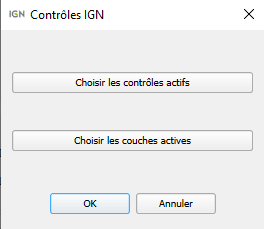 IGN Contrôles IGN
Choisir les contrôles actifs
Choisir les couches actives
OK Annuler